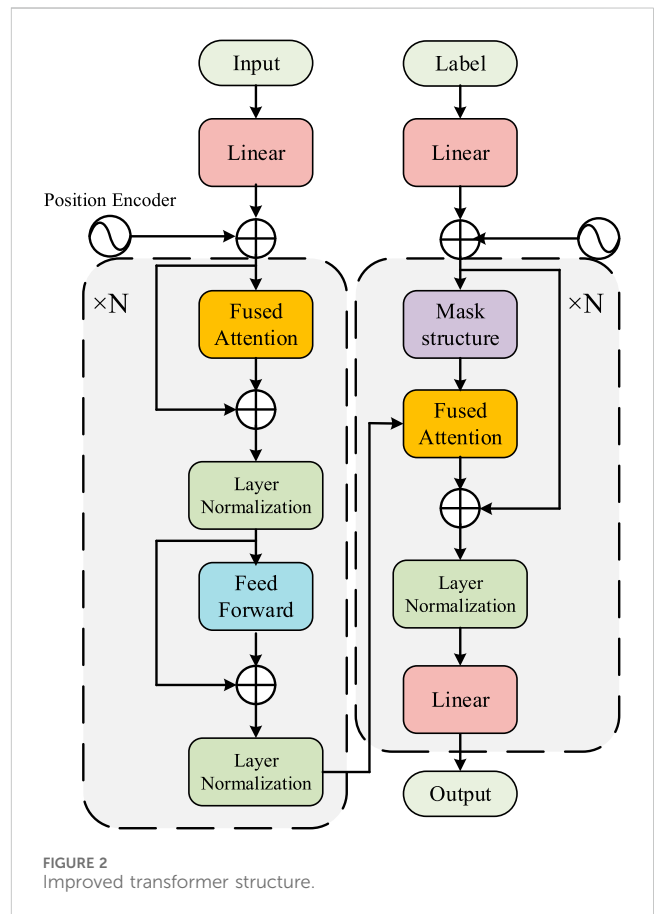 Input
Label
Linear
Linear
Position Encoder
×N
Fused
Attention
Layer
Normalization
Feed
Forward
Layer
Normalization
Mask
structure
×N
Fused
Attention
Layer
Normalization
Linear
Output
FIGURE 2
Improved transformer structure.